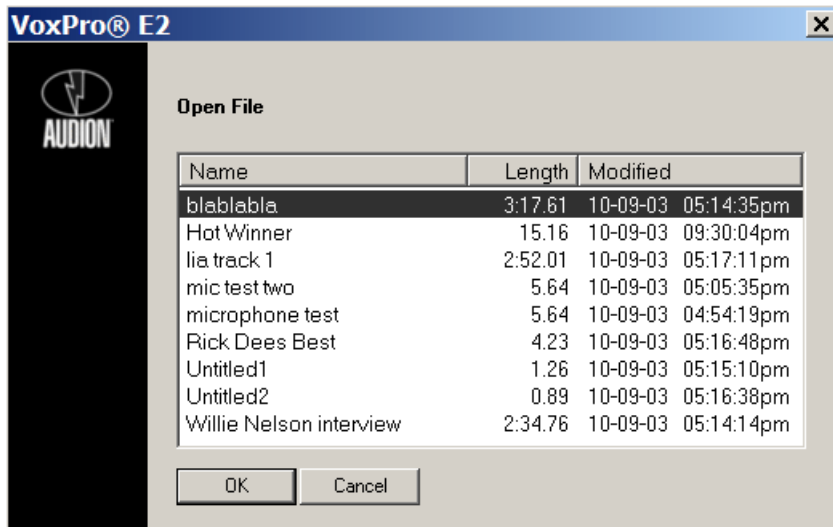 VoxPro® E2
AUDION
Open File
Name Length Modified
blablabla 3:17.61 10-09-03 05:14:35pm
Hot Winner 15.16 10-09-03 09:30:04pm
lia track 1 2:52.01 10-09-03 05:17:11pm
mic test two 5.64 10-09-03 05:05:35pm
microphone test 5.64 10-09-03 04:54:19pm
Rick Dees Best 4.23 10-09-03 05:16:48pm
Untitled1 1.26 10-09-03 05:15:10pm
Untitled2 0.89 10-09-03 05:16:38pm
Willie Nelson interview 2:34.76 10-09-03 05:14:14pm
OK Cancel